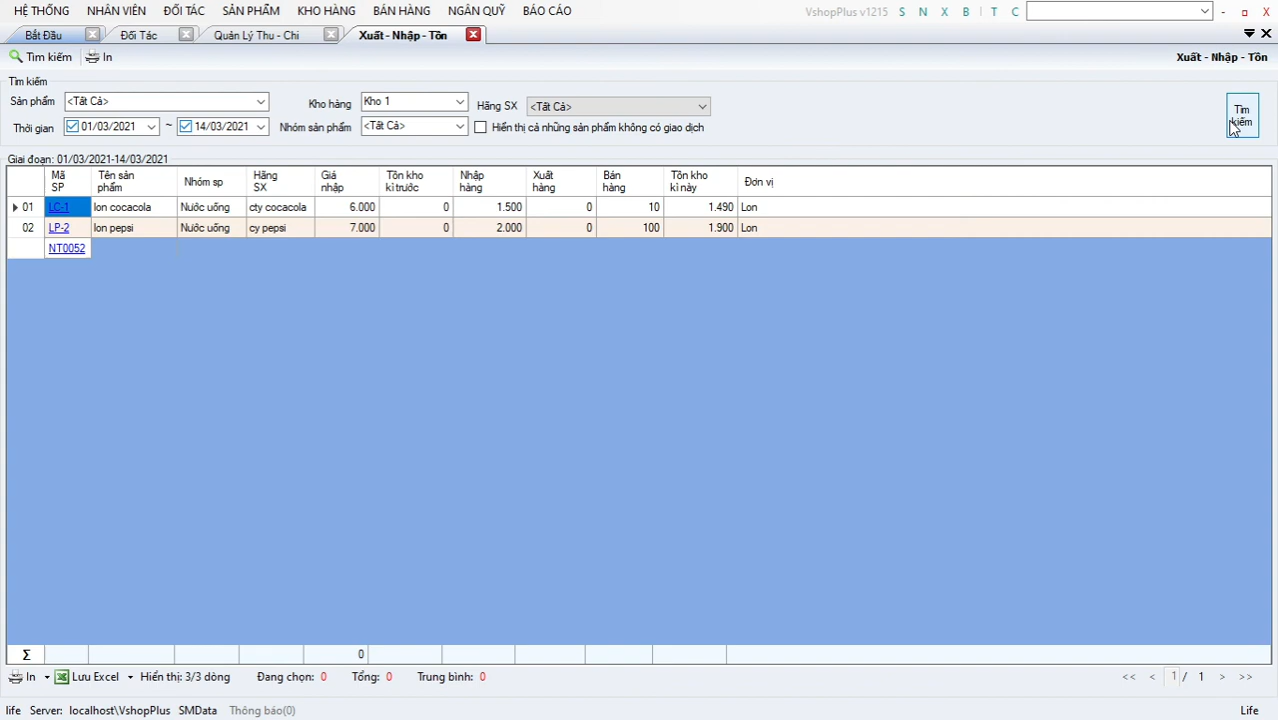 HỆ THỐNG NHÂN VIÊN ĐỐI TÁC SẢN PHẨM KHO HÀNG BÁN HÀNG NGÂN QUỸ BÁO CÁO VshopPlus v1215 S N X B T C - X
Bắt Đầu Đối Tác Quản Lý Thu - Chi Xuất - Nhập - Tồn
Tìm kiếm In Xuất - Nhập - Tồn
Tìm kiếm
Sản phẩm <Tất Cả> Kho hàng Kho 1 Hãng SX <Tất Cả> Tìm kiếm
Thời gian 01/03/2021 ~ 14/03/2021 Nhóm sản phẩm <Tất Cả> Hiển thị cả những sản phẩm không có giao dịch
Giai đoạn: 01/03/2021-14/03/2021
Mã SP Tên sản phẩm Nhóm sp Hãng SX Giá nhập Tồn kho kì trước Nhập hàng Xuất hàng Bán hàng Tồn kho kì này Đơn vị
01 LC-1 lon cocacola Nước uống cty cocacola 6.000 0 1.500 0 10 1.490 Lon
02 LP-2 lon pepsi Nước uống cy pepsi 7.000 0 2.000 0 100 1.900 Lon
NT0052
Σ 0
In Lưu Excel Hiển thị: 3/3 dòng Đang chọn: 0 Tổng: 0 Trung bình: 0 << < 1 / 1 > >>
life Server: localhost\VshopPlus SMData Thông báo(0) Life